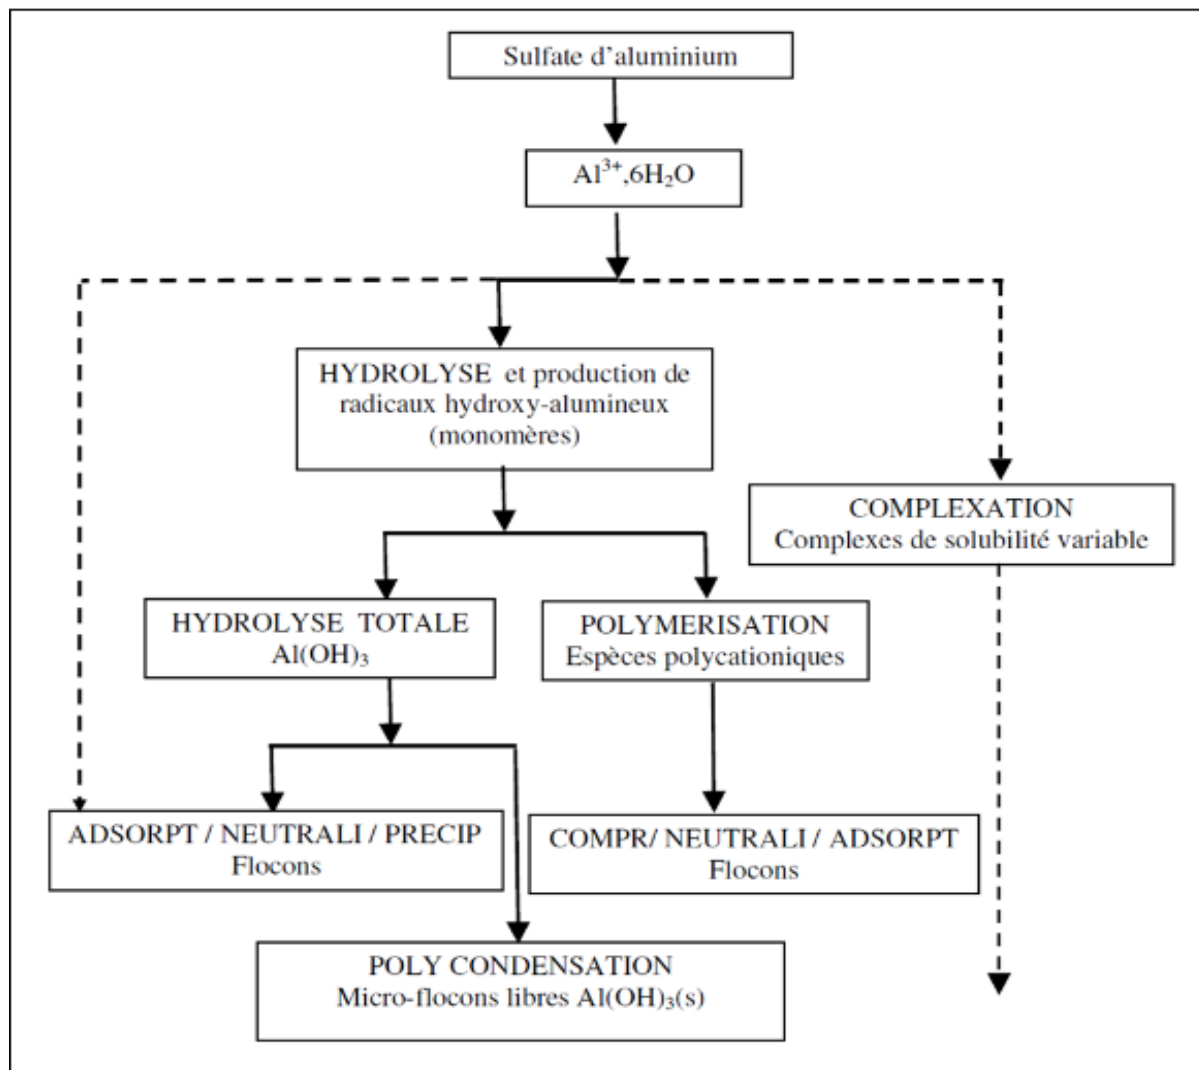 Sulfate d’aluminium
Al³⁺,6H₂O
HYDROLYSE et production de
radicaux hydroxy-alumineux
(monomères)
COMPLEXATION
Complexes de solubilité variable
HYDROLYSE TOTALE
Al(OH)₃
POLYMERISATION
Espèces polycationiques
ADSORPT / NEUTRALI / PRECIP
Flocons
COMPR/ NEUTRALI / ADSORPT
Flocons
POLY CONDENSATION
Micro-flocons libres Al(OH)₃(s)